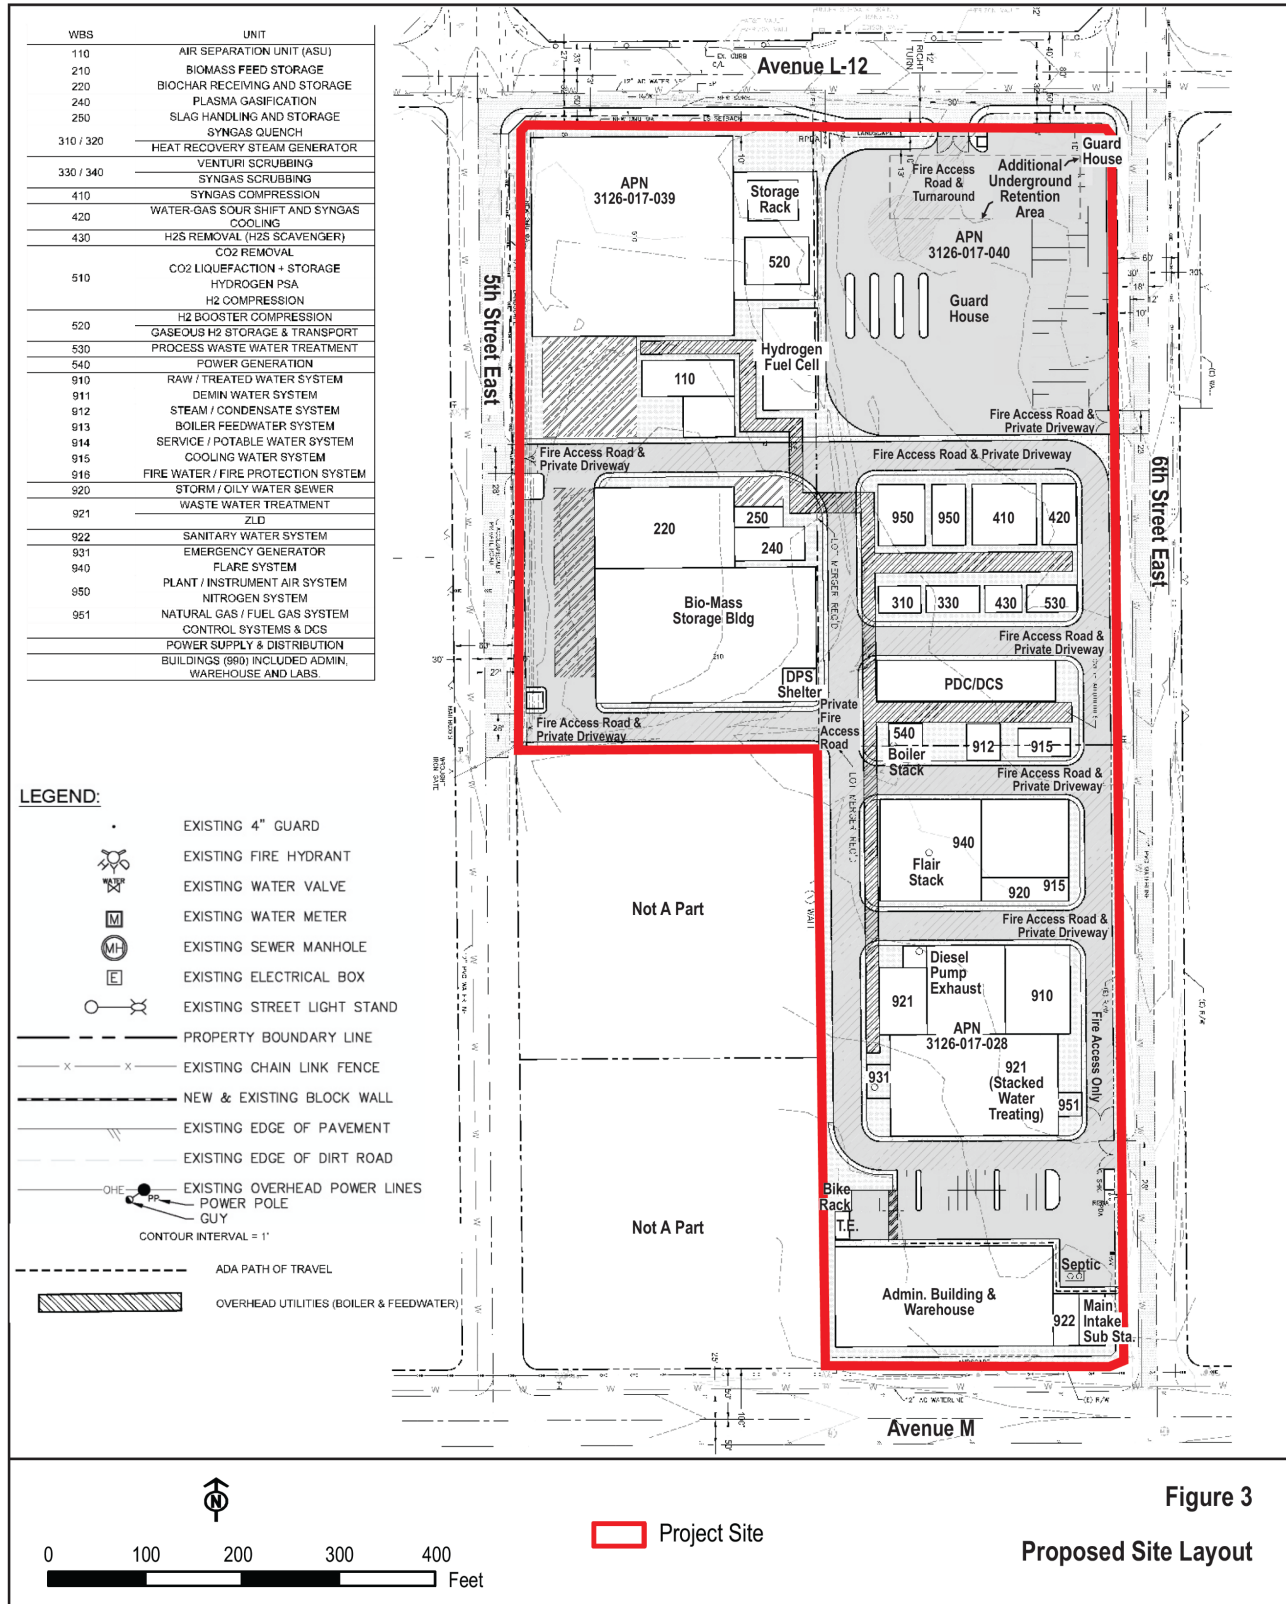 WBS UNIT
110 AIR SEPARATION UNIT (ASU)
210 BIOMASS FEED STORAGE
220 BIOCHAR RECEIVING AND STORAGE
240 PLASMA GASIFICATION
250 SLAG HANDLING AND STORAGE
310 / 320 SYNGAS QUENCH
HEAT RECOVERY STEAM GENERATOR
330 / 340 VENTURI SCRUBBING
SYNGAS SCRUBBING
410 SYNGAS COMPRESSION
420 WATER-GAS SOUR SHIFT AND SYNGAS
COOLING
430 H2S REMOVAL (H2S SCAVENGER)
510 CO2 REMOVAL
CO2 LIQUEFACTION + STORAGE
HYDROGEN PSA
H2 COMPRESSION
520 H2 BOOSTER COMPRESSION
GASEOUS H2 STORAGE & TRANSPORT
530 PROCESS WASTE WATER TREATMENT
540 POWER GENERATION
910 RAW / TREATED WATER SYSTEM
911 DEMIN WATER SYSTEM
912 STEAM / CONDENSATE SYSTEM
913 BOILER FEEDWATER SYSTEM
914 SERVICE / POTABLE WATER SYSTEM
915 COOLING WATER SYSTEM
916 FIRE WATER / FIRE PROTECTION SYSTEM
920 STORM / OILY WATER SEWER
921 WASTE WATER TREATMENT
ZLD
922 SANITARY WATER SYSTEM
931 EMERGENCY GENERATOR
940 FLARE SYSTEM
950 PLANT / INSTRUMENT AIR SYSTEM
NITROGEN SYSTEM
951 NATURAL GAS / FUEL GAS SYSTEM
CONTROL SYSTEMS & DCS
POWER SUPPLY & DISTRIBUTION
BUILDINGS (990) INCLUDED ADMIN,
WAREHOUSE AND LABS.
Avenue L-12
12'
RIGHT
TURN
5th Street East
6th Street East
APN
3126-017-039
Storage
Rack
520
Fire Access
Road &
Turnaround
Additional
Underground
Retention
Area
Guard
House
LANDSCAPE
APN
3126-017-040
Guard
House
Hydrogen
Fuel Cell
110
Fire Access Road &
Private Driveway
Fire Access Road &
Private Driveway
Fire Access Road & Private Driveway
220
250
240
950
950
410
420
310
330
430
530
Bio-Mass
Storage Bldg
210
DPS
Shelter
Fire Access Road &
Private Driveway
LOT MERGER REC'D
Fire Access Road &
Private Driveway
PDC/DCS
Private
Fire
Access
Road
540
Boiler
Stack
912
915
Fire Access Road &
Private Driveway
LOT MERGER REC'D
940
Flair
Stack
920
915
Fire Access Road &
Private Driveway
Not A Part
Diesel
Pump
Exhaust
921
910
APN
3126-017-028
931
921
(Stacked
Water
Treating)
951
Fire Access Only
Bike
Rack
T.E.
Not A Part
Septic
Admin. Building &
Warehouse
922
Main
Intake
Sub Sta.
12" AC WATERLINE
(E) R/W
Avenue M
LEGEND:
EXISTING 4" GUARD
EXISTING FIRE HYDRANT
WATER EXISTING WATER VALVE
M EXISTING WATER METER
MH EXISTING SEWER MANHOLE
E EXISTING ELECTRICAL BOX
EXISTING STREET LIGHT STAND
PROPERTY BOUNDARY LINE
EXISTING CHAIN LINK FENCE
NEW & EXISTING BLOCK WALL
EXISTING EDGE OF PAVEMENT
EXISTING EDGE OF DIRT ROAD
OHE EXISTING OVERHEAD POWER LINES
PP POWER POLE
GUY
CONTOUR INTERVAL = 1'
ADA PATH OF TRAVEL
OVERHEAD UTILITIES (BOILER & FEEDWATER)
N
0 100 200 300 400
Feet
Project Site
Figure 3
Proposed Site Layout